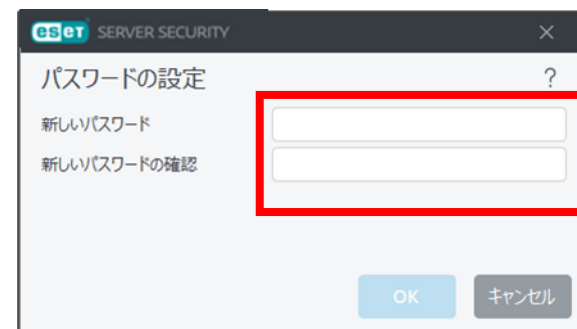 eset SERVER SECURITY
パスワードの設定
?
新しいパスワード
新しいパスワードの確認
OK
キャンセル